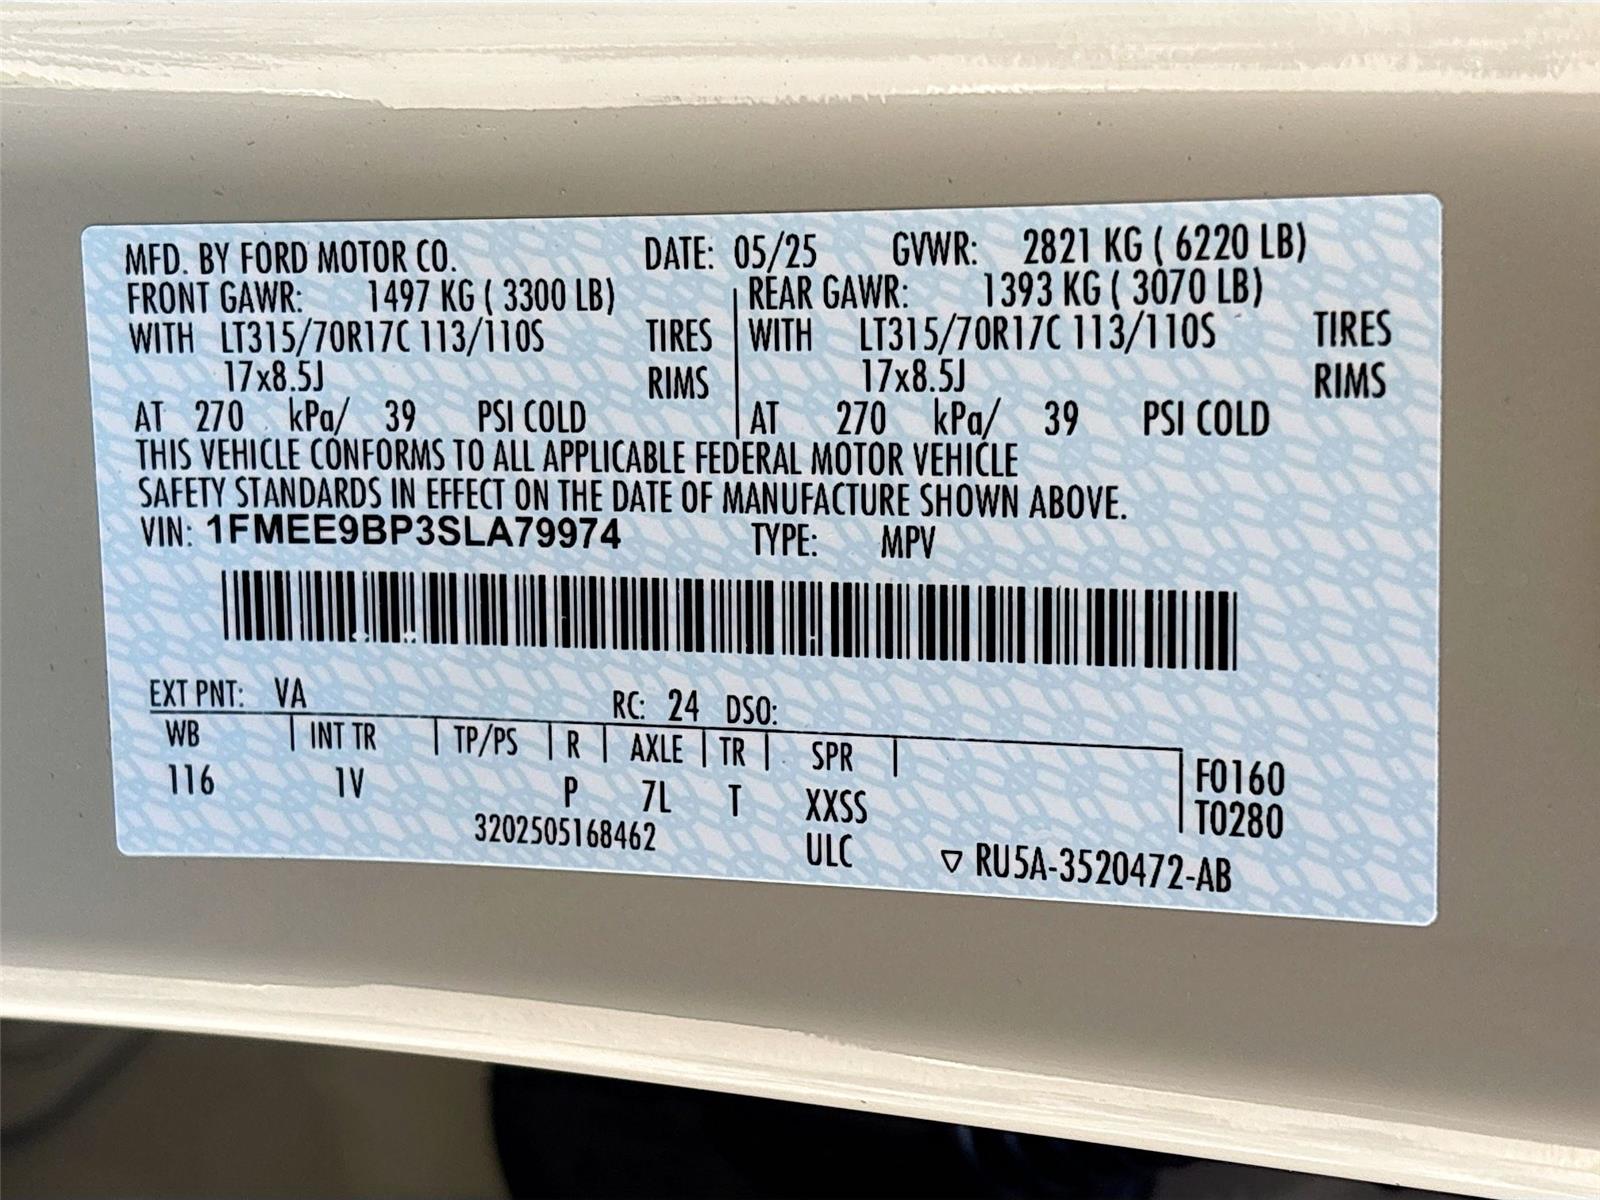 MFD. BY FORD MOTOR CO. DATE: 05/25 GVWR: 2821 KG ( 6220 LB)
FRONT GAWR: 1497 KG ( 3300 LB) REAR GAWR: 1393 KG ( 3070 LB)
WITH LT315/70R17C 113/110S TIRES WITH LT315/70R17C 113/110S TIRES
17x8.5J RIMS 17x8.5J RIMS
AT 270 kPa/ 39 PSI COLD AT 270 kPa/ 39 PSI COLD
THIS VEHICLE CONFORMS TO ALL APPLICABLE FEDERAL MOTOR VEHICLE
SAFETY STANDARDS IN EFFECT ON THE DATE OF MANUFACTURE SHOWN ABOVE.
VIN: 1FMEE9BP3SLA79974 TYPE: MPV
EXT PNT: VA RC: 24 DSO:
WB INT TR TP/PS R AXLE TR SPR
116 1V P 7L T XXSS F0160
3202505168462 ULC T0280
▽ RU5A-3520472-AB